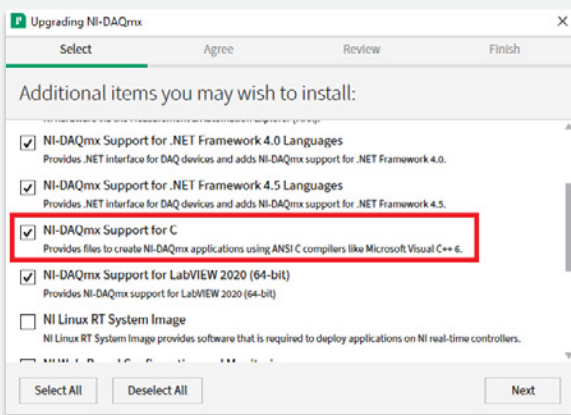 Upgrading NI-DAQmx
Select
Agree
Review
Finish
Additional items you may wish to install:
NI-DAQmx Support for .NET Framework 4.0 Languages
Provides .NET interface for DAQ devices and adds NI-DAQmx support for .NET Framework 4.0.
NI-DAQmx Support for .NET Framework 4.5 Languages
Provides .NET interface for DAQ devices and adds NI-DAQmx support for .NET Framework 4.5.
NI-DAQmx Support for C
Provides files to create NI-DAQmx applications using ANSI C compilers like Microsoft Visual C++ 6.
NI-DAQmx Support for LabVIEW 2020 (64-bit)
Provides NI-DAQmx support for LabVIEW 2020 (64-bit)
NI Linux RT System Image
NI Linux RT System Image provides software that is required to deploy applications on NI real-time controllers.
Select All
Deselect All
Next